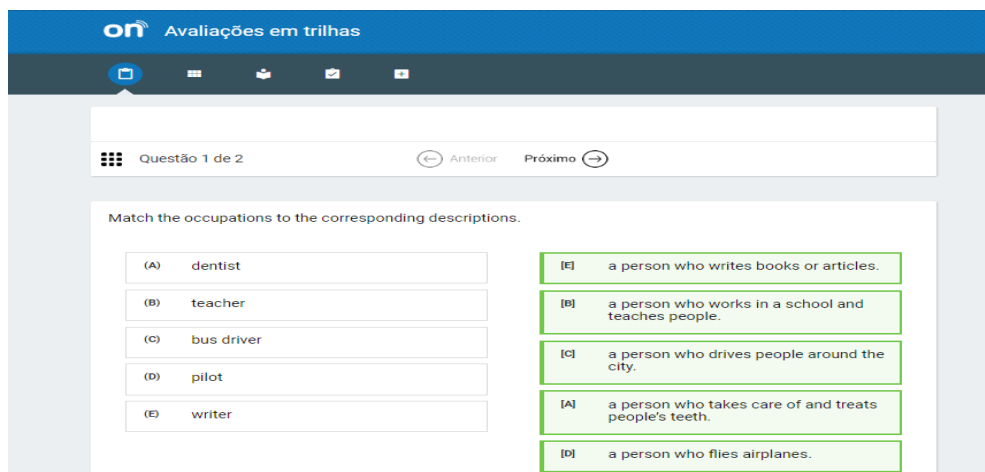 on Avaliações em trilhas
Questão 1 de 2 Anterior Próximo
Match the occupations to the corresponding descriptions.
(A) dentist
(B) teacher
(C) bus driver
(D) pilot
(E) writer
[E] a person who writes books or articles.
[B] a person who works in a school and
teaches people.
[C] a person who drives people around the
city.
[A] a person who takes care of and treats
people's teeth.
[D] a person who flies airplanes.